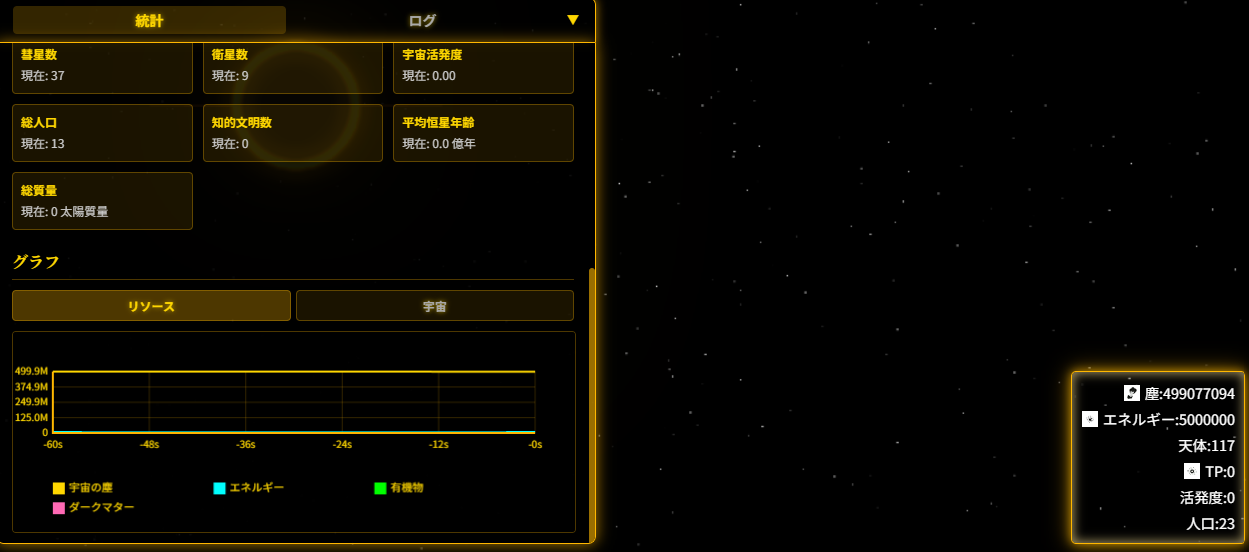 統計 ログ ▼
彗星数 衛星数 宇宙活発度
現在: 37 現在: 9 現在: 0.00
総人口 知的文明数 平均恒星年齢
現在: 13 現在: 0 現在: 0.0 億年
総質量
現在: 0 太陽質量
グラフ
リソース 宇宙
499.9M
374.9M
249.9M
125.0M
0
-60s -48s -36s -24s -12s -0s
宇宙の塵 エネルギー 有機物
ダークマター
塵:499077094
エネルギー:5000000
天体:117
TP:0
活発度:0
人口:23